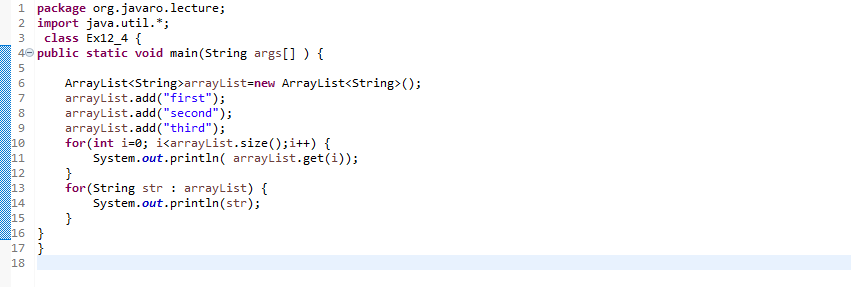 1 package org.javaro.lecture;
2 import java.util.*;
3  class Ex12_4 {
4 public static void main(String args[] ) {
5
6     ArrayList<String>arrayList=new ArrayList<String>();
7     arrayList.add("first");
8     arrayList.add("second");
9     arrayList.add("third");
10     for(int i=0; i<arrayList.size();i++) {
11         System.out.println( arrayList.get(i));
12     }
13     for(String str : arrayList) {
14         System.out.println(str);
15     }
16 }
17 }
18